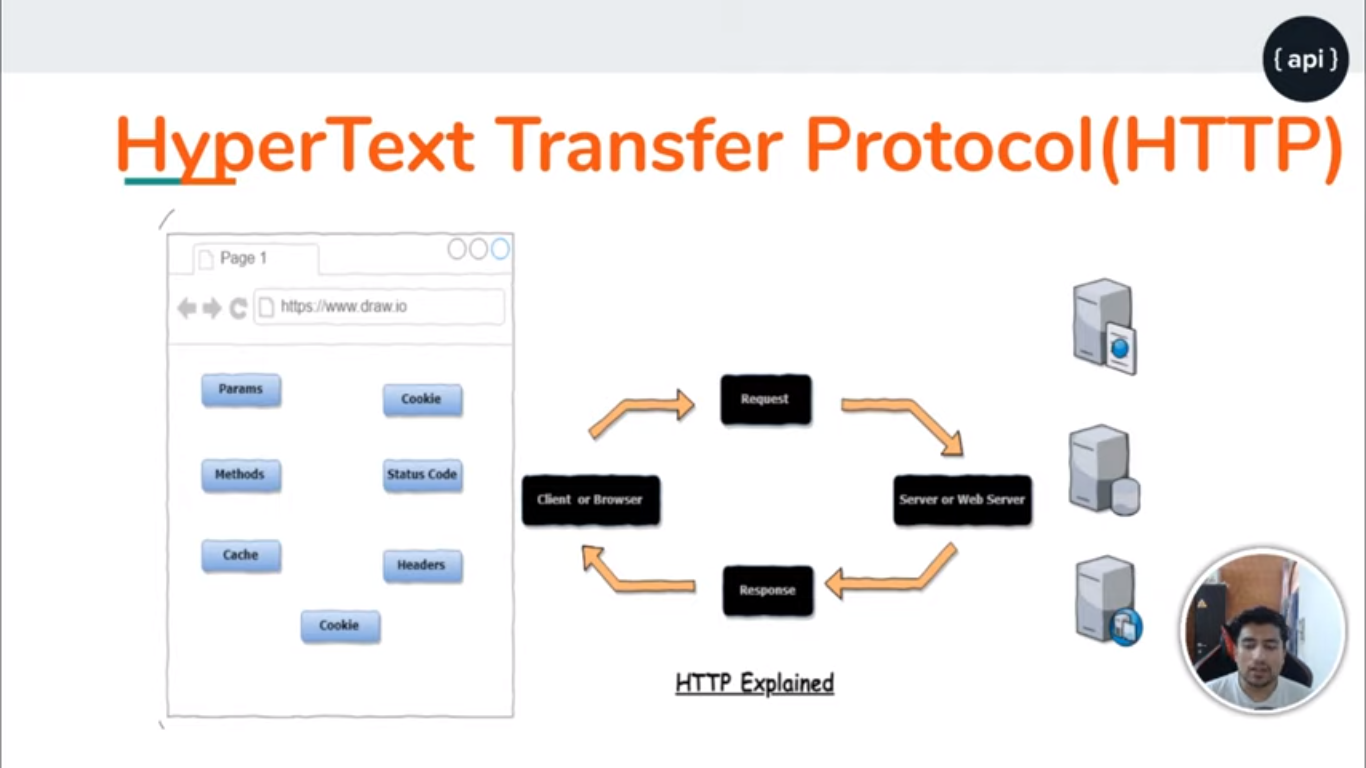 { api }
HyperText Transfer Protocol(HTTP)
Page 1
https://www.draw.io
Params
Cookie
Methods
Status Code
Cache
Headers
Cookie
Request
Client or Browser
Server or Web Server
Response
HTTP Explained